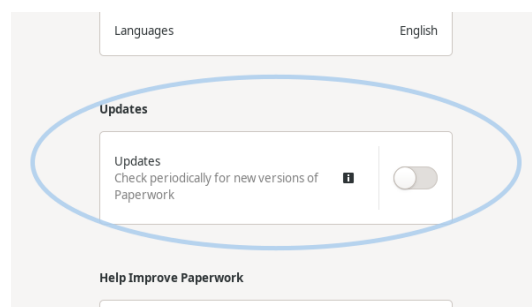 Languages English
Updates
Updates
Check periodically for new versions of
Paperwork
Help Improve Paperwork